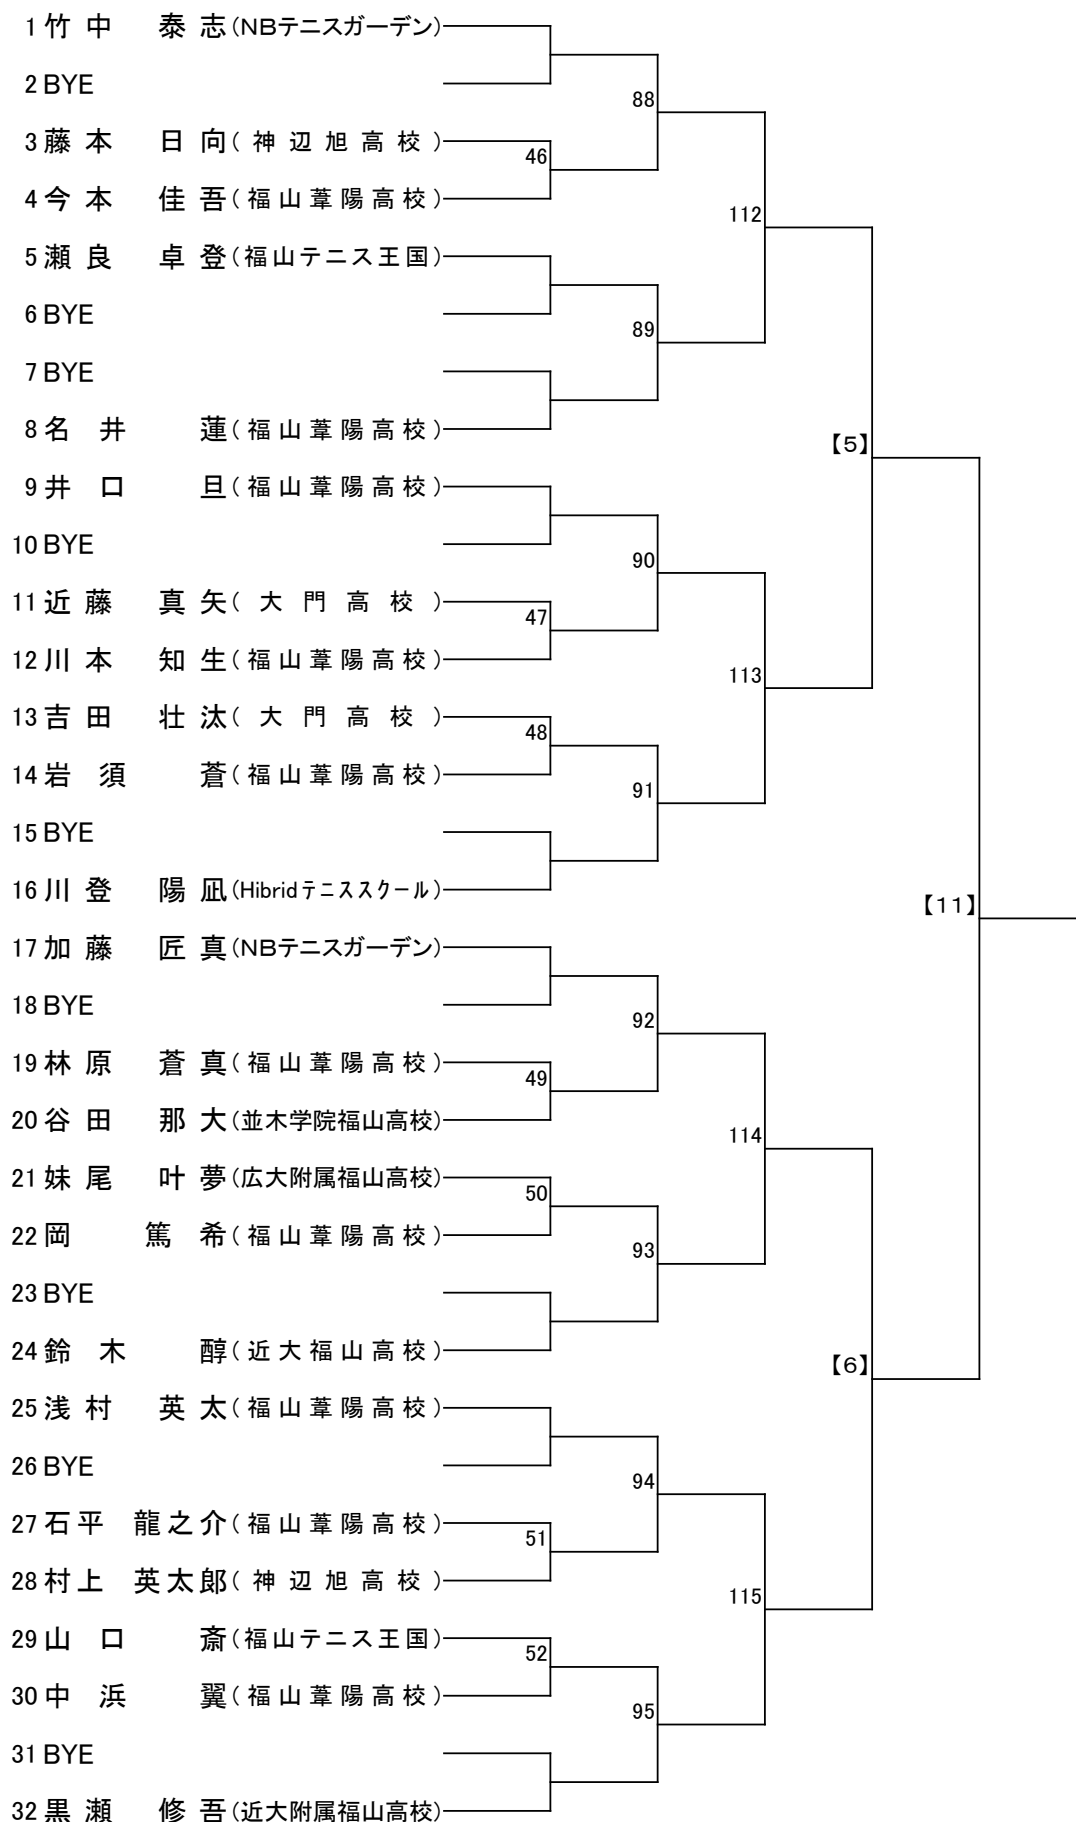 1 竹中 泰志 (NBテニスガーデン)
2 BYE
88
3 藤本 日向 (神辺旭高校)
46
4 今本 佳吾 (福山葦陽高校)
112
5 瀬良 卓登 (福山テニス王国)
6 BYE
89
7 BYE
8 名井 蓮 (福山葦陽高校)
【5】
9 井口 旦 (福山葦陽高校)
10 BYE
90
11 近藤 真矢 (大門高校)
47
12 川本 知生 (福山葦陽高校)
113
13 吉田 壮汰 (大門高校)
48
14 岩須 蒼 (福山葦陽高校)
91
15 BYE
16 川登 陽凪 (Hibridテニススクール)
【11】
17 加藤 匠真 (NBテニスガーデン)
18 BYE
92
19 林原 蒼真 (福山葦陽高校)
49
20 谷田 那大 (並木学院福山高校)
114
21 妹尾 叶夢 (広大附属福山高校)
50
22 岡 篤希 (福山葦陽高校)
93
23 BYE
24 鈴木 醇 (近大福山高校)
【6】
25 浅村 英太 (福山葦陽高校)
26 BYE
94
27 石平 龍之介 (福山葦陽高校)
51
28 村上 英太郎 (神辺旭高校)
115
29 山口 斎 (福山テニス王国)
52
30 中浜 翼 (福山葦陽高校)
95
31 BYE
32 黒瀬 修吾 (近大附属福山高校)